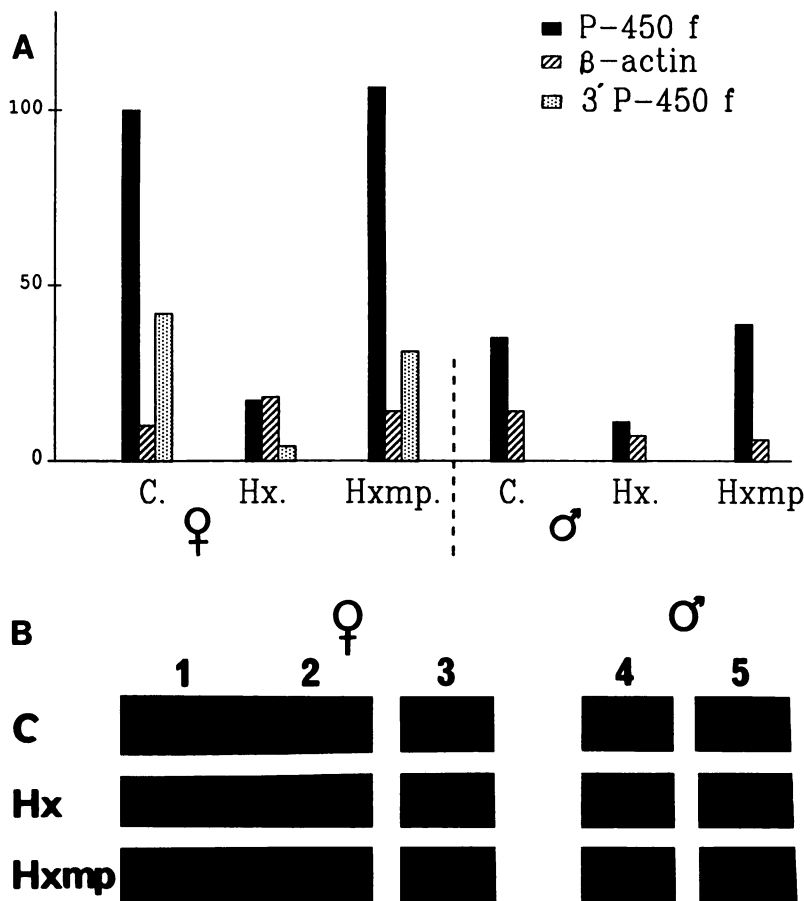 A
P-450 f
β-actin
3′ P-450 f
100
50
0
C. Hx. Hxmp. C. Hx. Hxmp
♀ ♂
B
♀ ♂
1 2 3 4 5
C
Hx
Hxmp